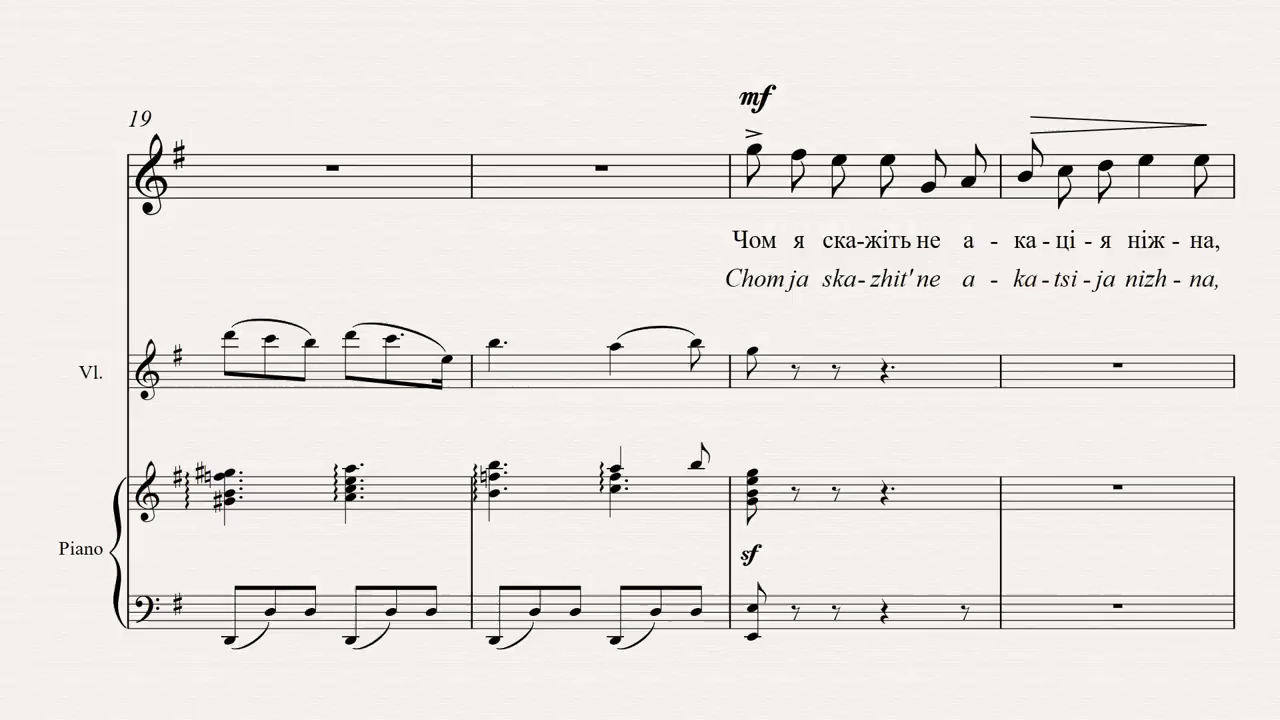 19
mf
Чом я ска-жіть не а - ка - ці - я ніж - на,
Chom ja ska- zhit' ne a - ka - tsi - ja nizh - na,
Vl.
Piano
sf